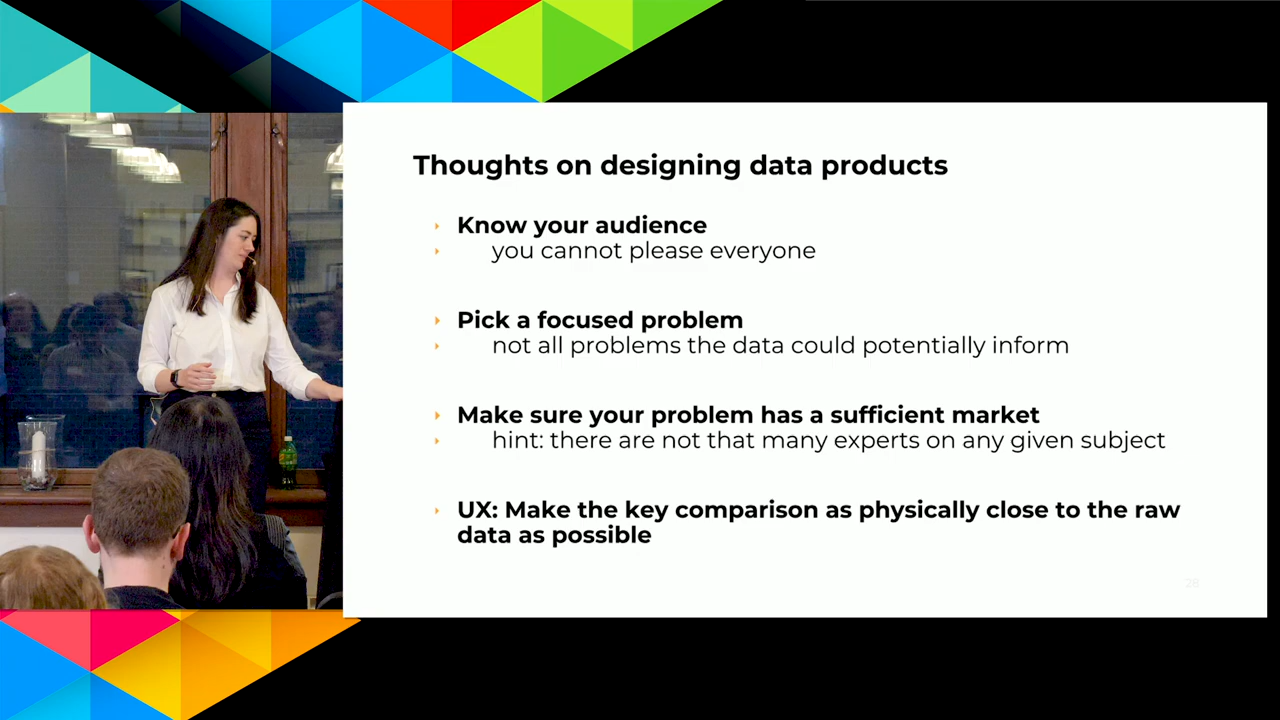 Thoughts on designing data products
Know your audience
you cannot please everyone
Pick a focused problem
not all problems the data could potentially inform
Make sure your problem has a sufficient market
hint: there are not that many experts on any given subject
UX: Make the key comparison as physically close to the raw
data as possible
28